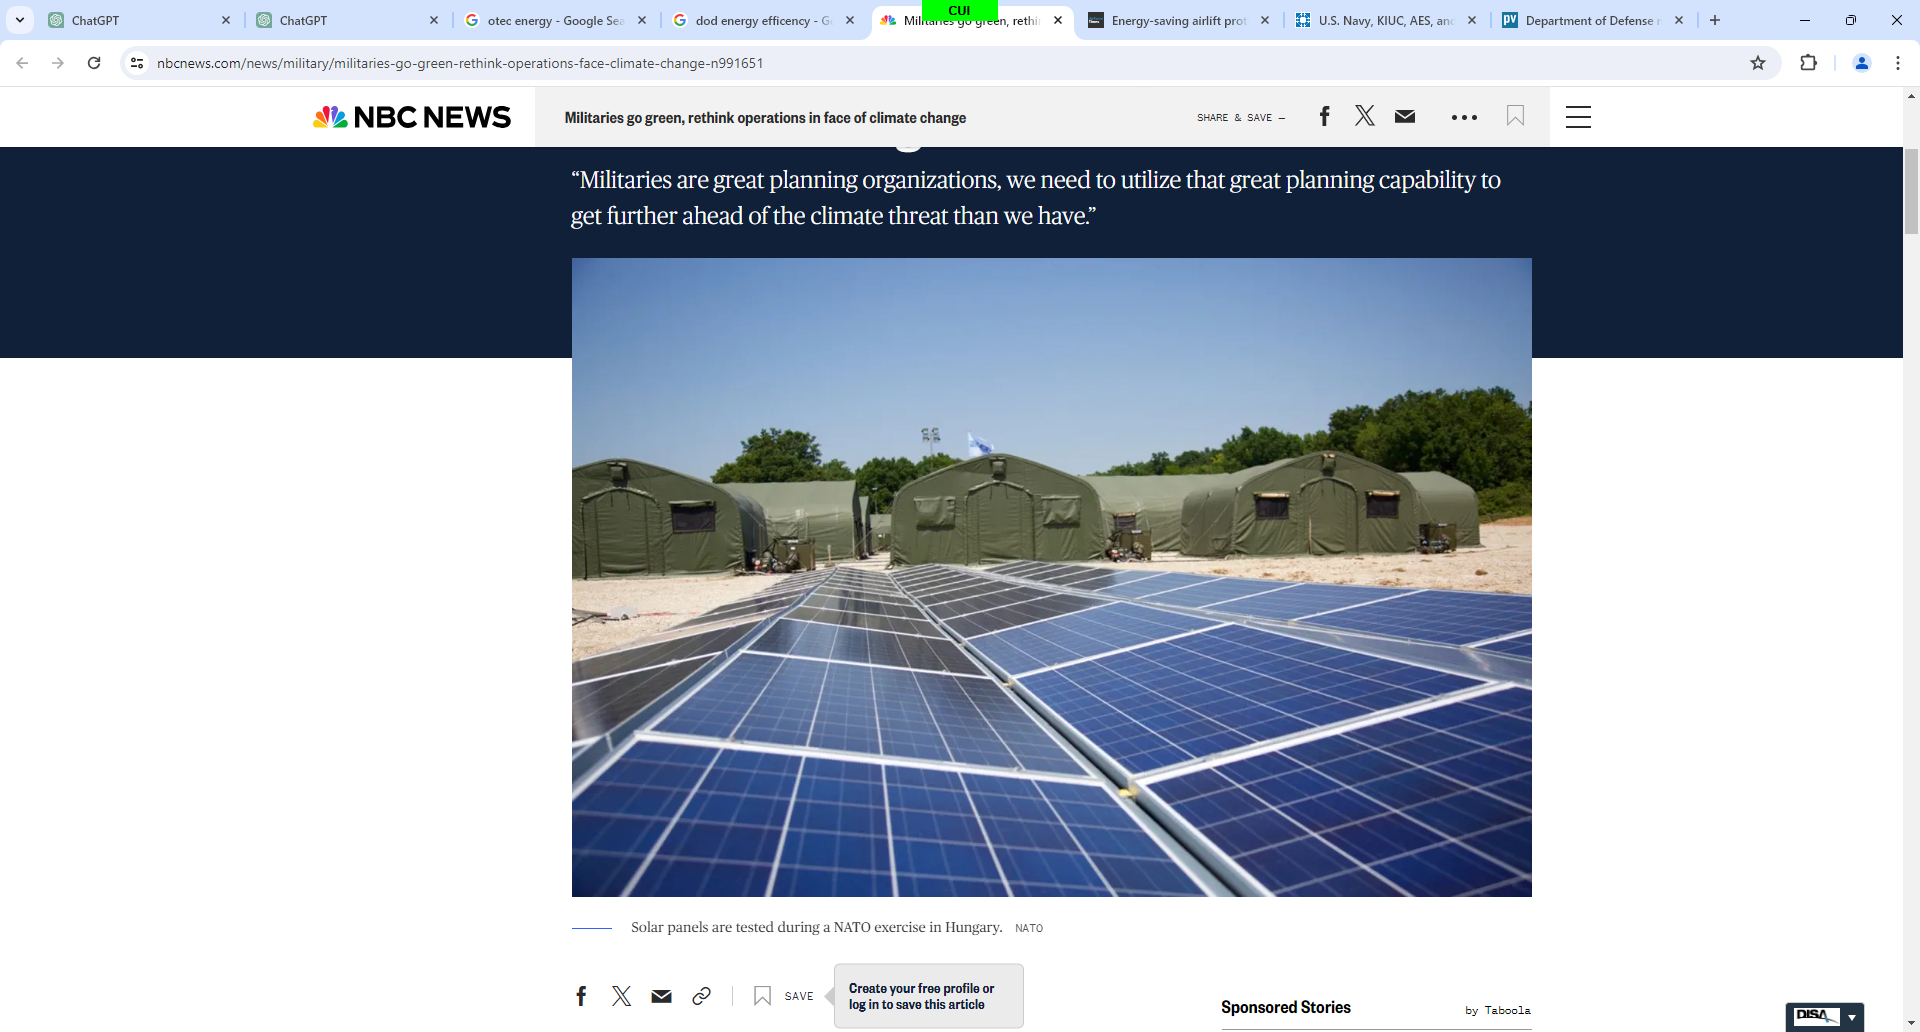 CUI
ChatGPT
ChatGPT
otec energy - Google Sea
dod energy efficency - G
Militaries go green, rethi
Energy-saving airlift prot
U.S. Navy, KIUC, AES, an
pv
Department of Defense
nbcnews.com/news/military/militaries-go-green-rethink-operations-face-climate-change-n991651
NBC NEWS
Militaries go green, rethink operations in face of climate change
SHARE & SAVE —
“Militaries are great planning organizations, we need to utilize that great planning capability to
get further ahead of the climate threat than we have.”
Solar panels are tested during a NATO exercise in Hungary. NATO
SAVE
Create your free profile or
log in to save this article
Sponsored Stories
by Taboola
DISA